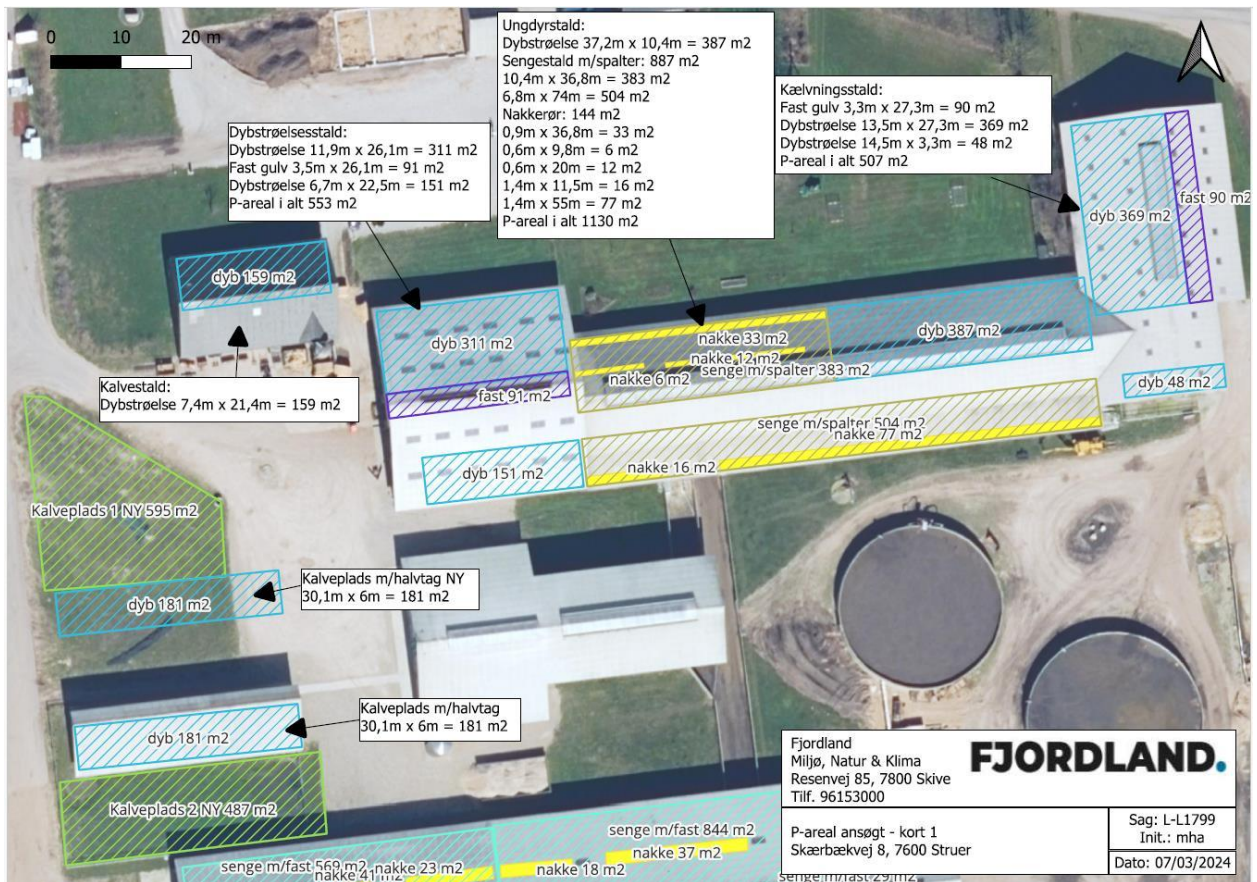 0 10 20 m
Ungdyrstald:
Dybstrøelse 37,2m x 10,4m = 387 m2
Sengestald m/spalter: 887 m2
10,4m x 36,8m = 383 m2
6,8m x 74m = 504 m2
Nakkerør: 144 m2
0,9m x 36,8m = 33 m2
0,6m x 9,8m = 6 m2
0,6m x 20m = 12 m2
1,4m x 11,5m = 16 m2
1,4m x 55m = 77 m2
P-areal i alt 1130 m2
Kælvningsstald:
Fast gulv 3,3m x 27,3m = 90 m2
Dybstrøelse 13,5m x 27,3m = 369 m2
Dybstrøelse 14,5m x 3,3m = 48 m2
P-areal i alt 507 m2
Dybstrøelsesstald:
Dybstrøelse 11,9m x 26,1m = 311 m2
Fast gulv 3,5m x 26,1m = 91 m2
Dybstrøelse 6,7m x 22,5m = 151 m2
P-areal i alt 553 m2
fast 90 m2
dyb 369 m2
dyb 159 m2
dyb 311 m2
nakke 33 m2
dyb 387 m2
nakke 12 m2
senge m/spalter 383 m2
nakke 6 m2
fast 91 m2
dyb 48 m2
Kalvestald:
Dybstrøelse 7,4m x 21,4m = 159 m2
senge m/spalter 504 m2
nakke 77 m2
nakke 16 m2
dyb 151 m2
Kalveplads 1 NY 595 m2
Kalveplads m/halvtag NY
30,1m x 6m = 181 m2
dyb 181 m2
Kalveplads m/halvtag
30,1m x 6m = 181 m2
dyb 181 m2
Kalveplads 2 NY 487 m2
senge m/fast 844 m2
nakke 37 m2
senge m/fast 569 m2
nakke 41 m2
nakke 23 m2
nakke 18 m2
senge m/fast 29 m2
Fjordland
Miljø, Natur & Klima
Resenvej 85, 7800 Skive
Tlf. 96153000
FJORDLAND.
P-areal ansøgt - kort 1
Skærbækvej 8, 7600 Struer
Sag: L-L1799
Init.: mha
Dato: 07/03/2024